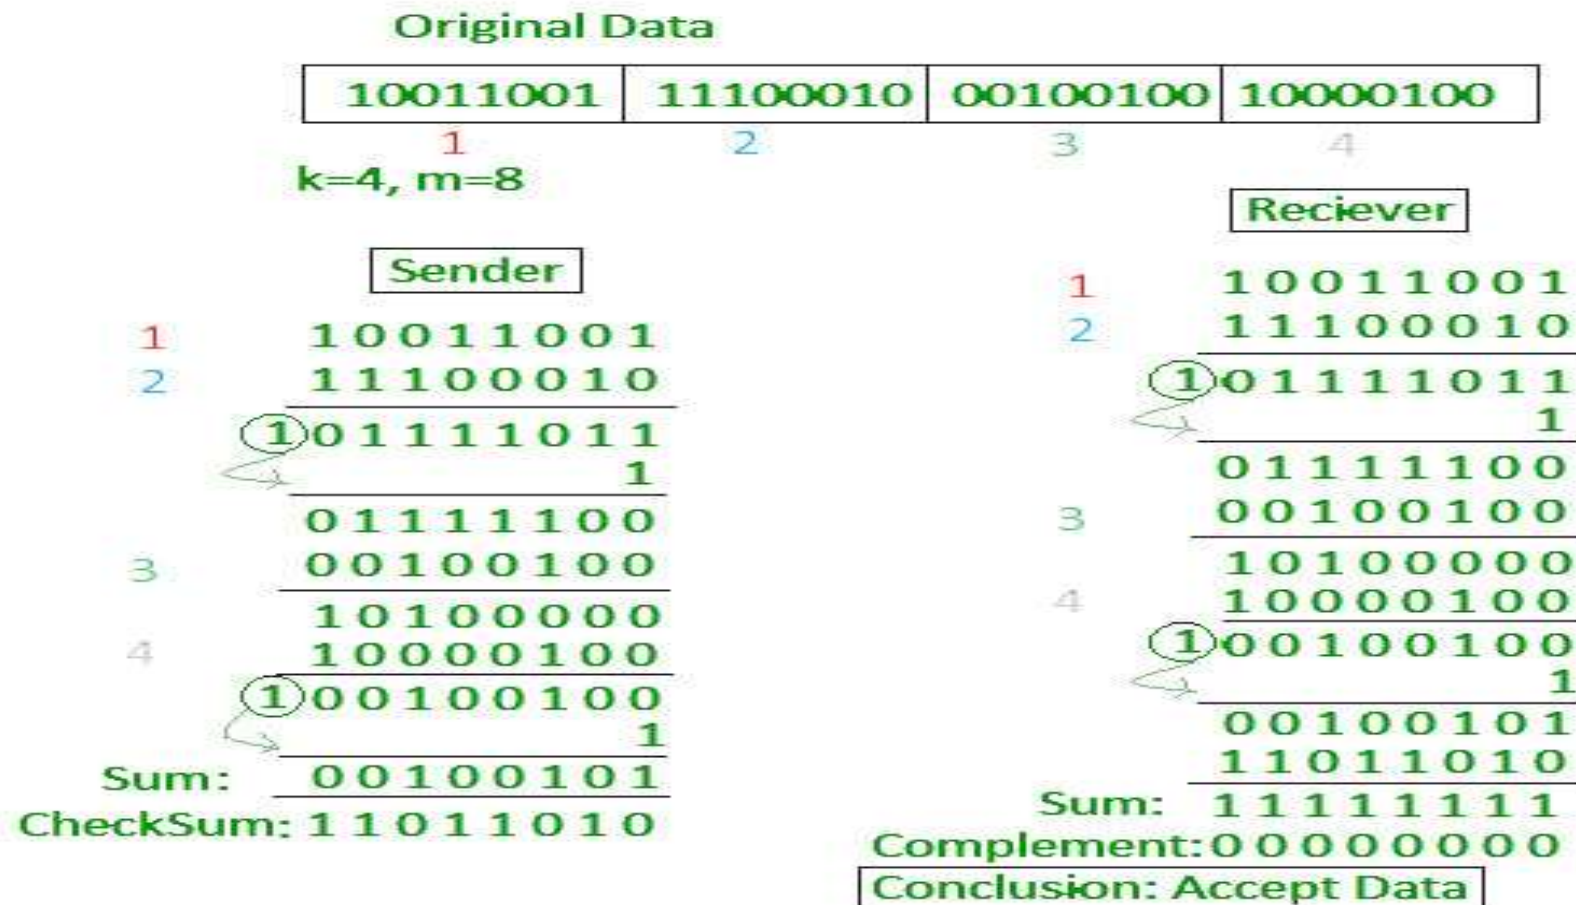 Original Data
10011001 11100010 00100100 10000100
1 2 3 4
k=4, m=8
Sender
1 10011001
2 11100010
1 01111011
1
01111100
3 00100100
10100000
4 10000100
1 00100100
1
Sum: 00100101
CheckSum: 11011010
Reciever
1 10011001
2 11100010
1 01111011
1
01111100
3 00100100
10100000
4 10000100
1 00100100
1
00100101
11011010
Sum: 11111111
Complement: 00000000
Conclusion: Accept Data